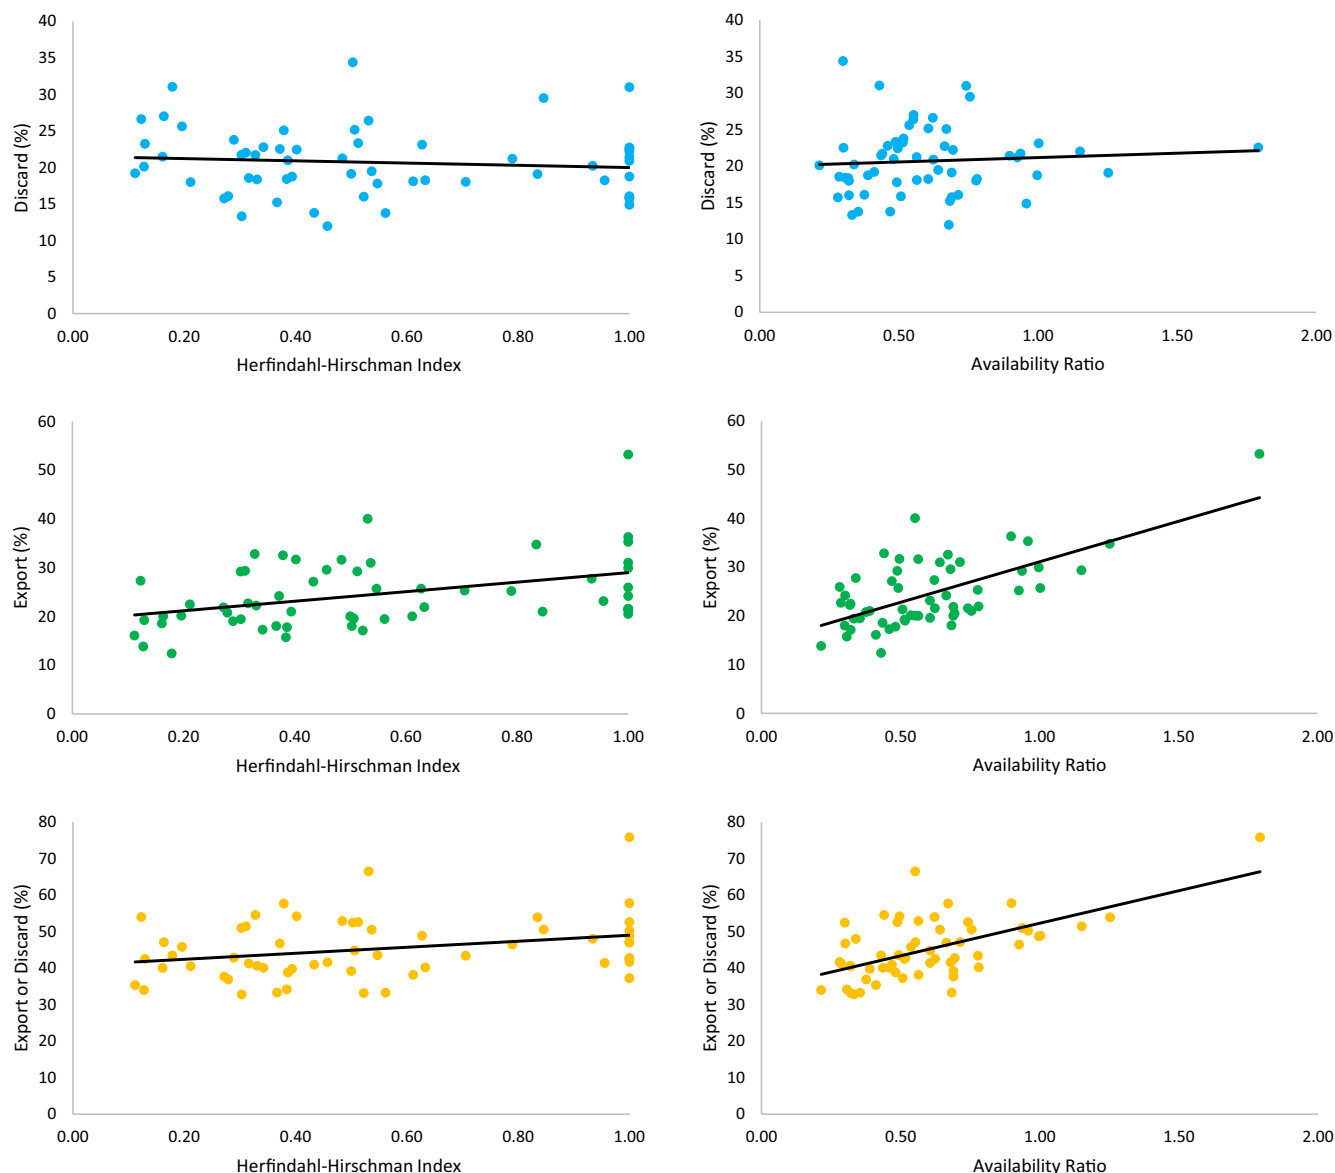 40
35
30
25
20
15
10
5
0
Discard (%)
0.00 0.20 0.40 0.60 0.80 1.00
Herfindahl-Hirschman Index
40
35
30
25
20
15
10
5
0
Discard (%)
0.00 0.50 1.00 1.50 2.00
Availability Ratio
60
50
40
30
20
10
0
Export (%)
0.00 0.20 0.40 0.60 0.80 1.00
Herfindahl-Hirschman Index
60
50
40
30
20
10
0
Export (%)
0.00 0.50 1.00 1.50 2.00
Availability Ratio
80
70
60
50
40
30
20
10
0
Export or Discard (%)
0.00 0.20 0.40 0.60 0.80 1.00
Herfindahl-Hirschman Index
80
70
60
50
40
30
20
10
0
Export or Discard (%)
0.00 0.50 1.00 1.50 2.00
Availability Ratio